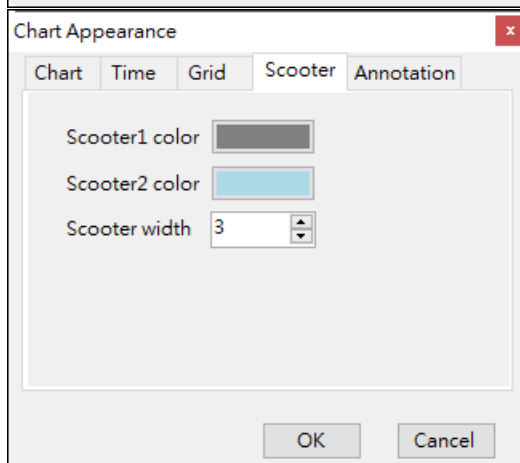 Chart Appearance x
Chart Time Grid Scooter Annotation
Scooter1 color
Scooter2 color
Scooter width 3
OK Cancel